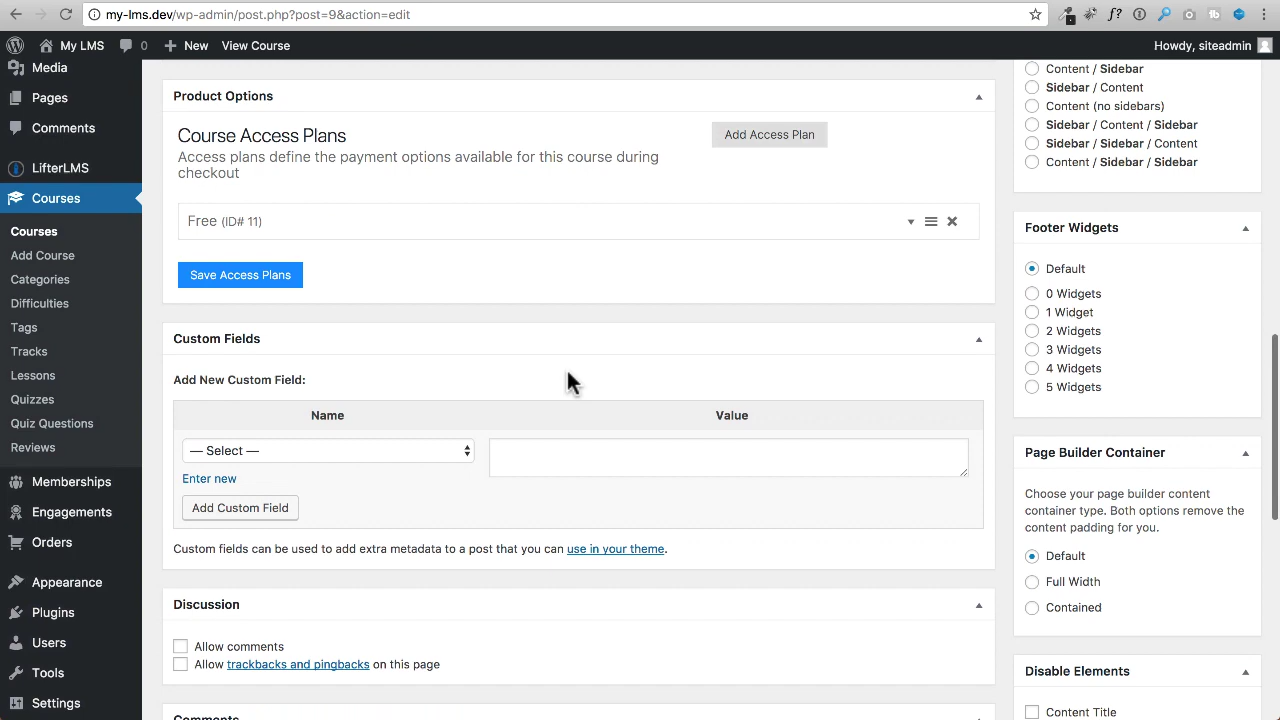 my-lms.dev/wp-admin/post.php?post=9&action=edit
My LMS 0 New View Course Howdy, siteadmin
Media
Pages
Comments
LifterLMS
Courses
Courses
Add Course
Categories
Difficulties
Tags
Tracks
Lessons
Quizzes
Quiz Questions
Reviews
Memberships
Engagements
Orders
Appearance
Plugins
Users
Tools
Settings
Product Options
Course Access Plans
Add Access Plan
Access plans define the payment options available for this course during
checkout
Free (ID# 11)
Save Access Plans
Custom Fields
Add New Custom Field:
Name Value
— Select —
Enter new
Add Custom Field
Custom fields can be used to add extra metadata to a post that you can use in your theme.
Discussion
Allow comments
Allow trackbacks and pingbacks on this page
Comments
Content / Sidebar
Sidebar / Content
Content (no sidebars)
Sidebar / Content / Sidebar
Sidebar / Sidebar / Content
Content / Sidebar / Sidebar
Footer Widgets
Default
0 Widgets
1 Widget
2 Widgets
3 Widgets
4 Widgets
5 Widgets
Page Builder Container
Choose your page builder content
container type. Both options remove the
content padding for you.
Default
Full Width
Contained
Disable Elements
Content Title